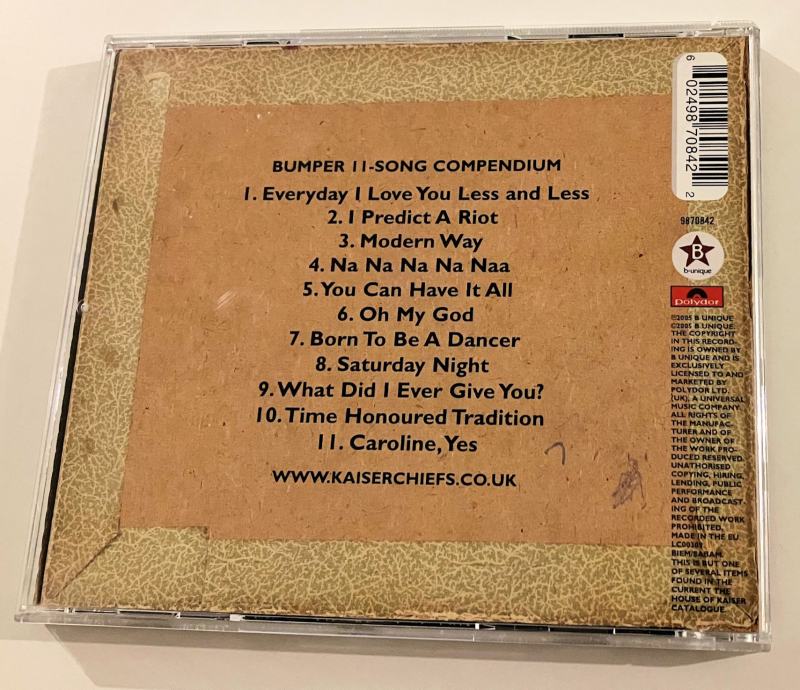 BUMPER 11-SONG COMPENDIUM
1. Everyday I Love You Less and Less
2. I Predict A Riot
3. Modern Way
4. Na Na Na Na Naa
5. You Can Have It All
6. Oh My God
7. Born To Be A Dancer
8. Saturday Night
9. What Did I Ever Give You?
10. Time Honoured Tradition
11. Caroline, Yes
WWW.KAISERCHIEFS.CO.UK
6 02498 70842 2
9870842
B
b-unique
polydor
℗2005 B UNIQUE
©2005 B UNIQUE.
THE COPYRIGHT
IN THIS RECORD-
ING IS OWNED BY
B UNIQUE AND IS
EXCLUSIVELY
LICENSED TO AND
MARKETED BY
POLYDOR LTD.
(UK), A UNIVERSAL
MUSIC COMPANY.
ALL RIGHTS OF
THE MANUFAC-
TURER AND OF
THE OWNER OF
THE WORK PRO-
DUCED RESERVED.
UNAUTHORISED
COPYING, HIRING,
LENDING, PUBLIC
PERFORMANCE
AND BROADCAST-
ING OF THE
RECORDED WORK
PROHIBITED.
MADE IN THE EU
LC00309
BIEM/SABAM.
THIS IS BUT ONE
OF SEVERAL ITEMS
FOUND IN THE
CURRENT THE
HOUSE OF KAISER
CATALOGUE.